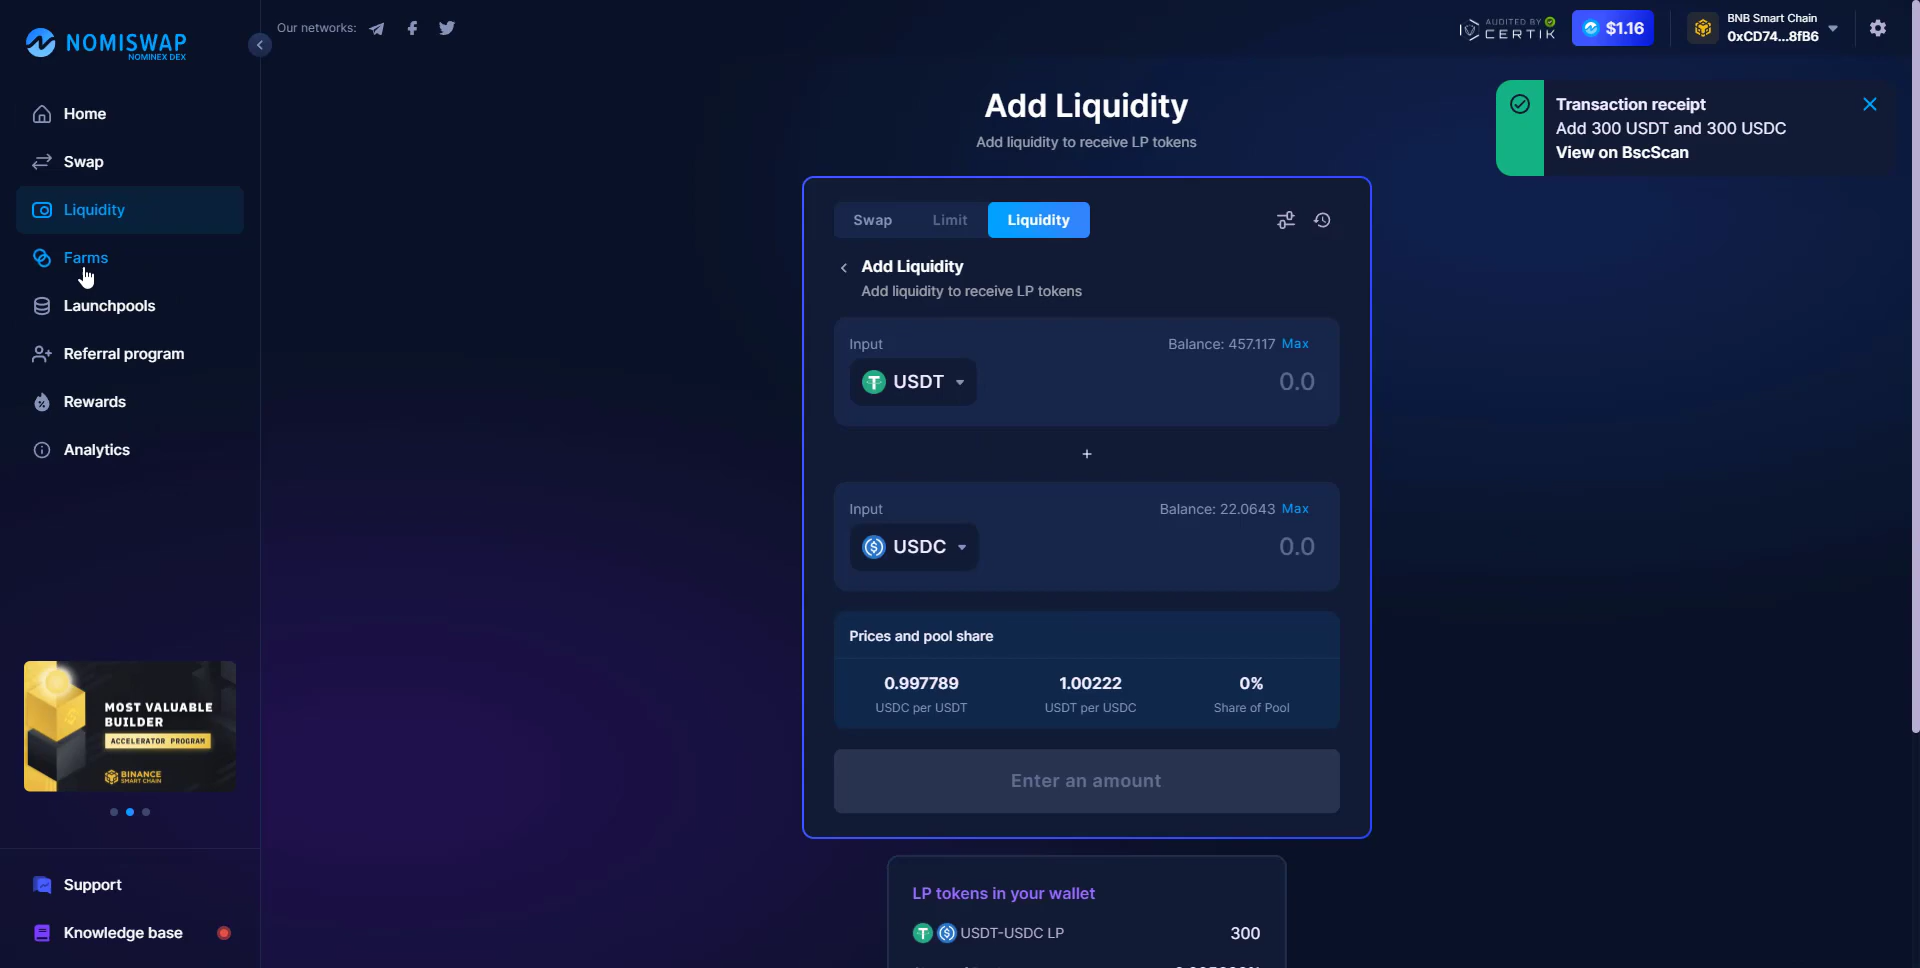 NOMISWAP
NOMINEX DEX
Our networks:
AUDITED BY
CERTIK
$1.16
BNB Smart Chain
0xCD74...8fB6
Home
Swap
Liquidity
Farms
Launchpools
Referral program
Rewards
Analytics
MOST VALUABLE
BUILDER
ACCELERATOR PROGRAM
BINANCE
SMART CHAIN
Support
Knowledge base
Add Liquidity
Add liquidity to receive LP tokens
Swap Limit Liquidity
Add Liquidity
Add liquidity to receive LP tokens
Input Balance: 457.117 Max
USDT 0.0
+
Input Balance: 22.0643 Max
USDC 0.0
Prices and pool share
0.997789 1.00222 0%
USDC per USDT USDT per USDC Share of Pool
Enter an amount
LP tokens in your wallet
USDT-USDC LP 300
Transaction receipt
Add 300 USDT and 300 USDC
View on BscScan